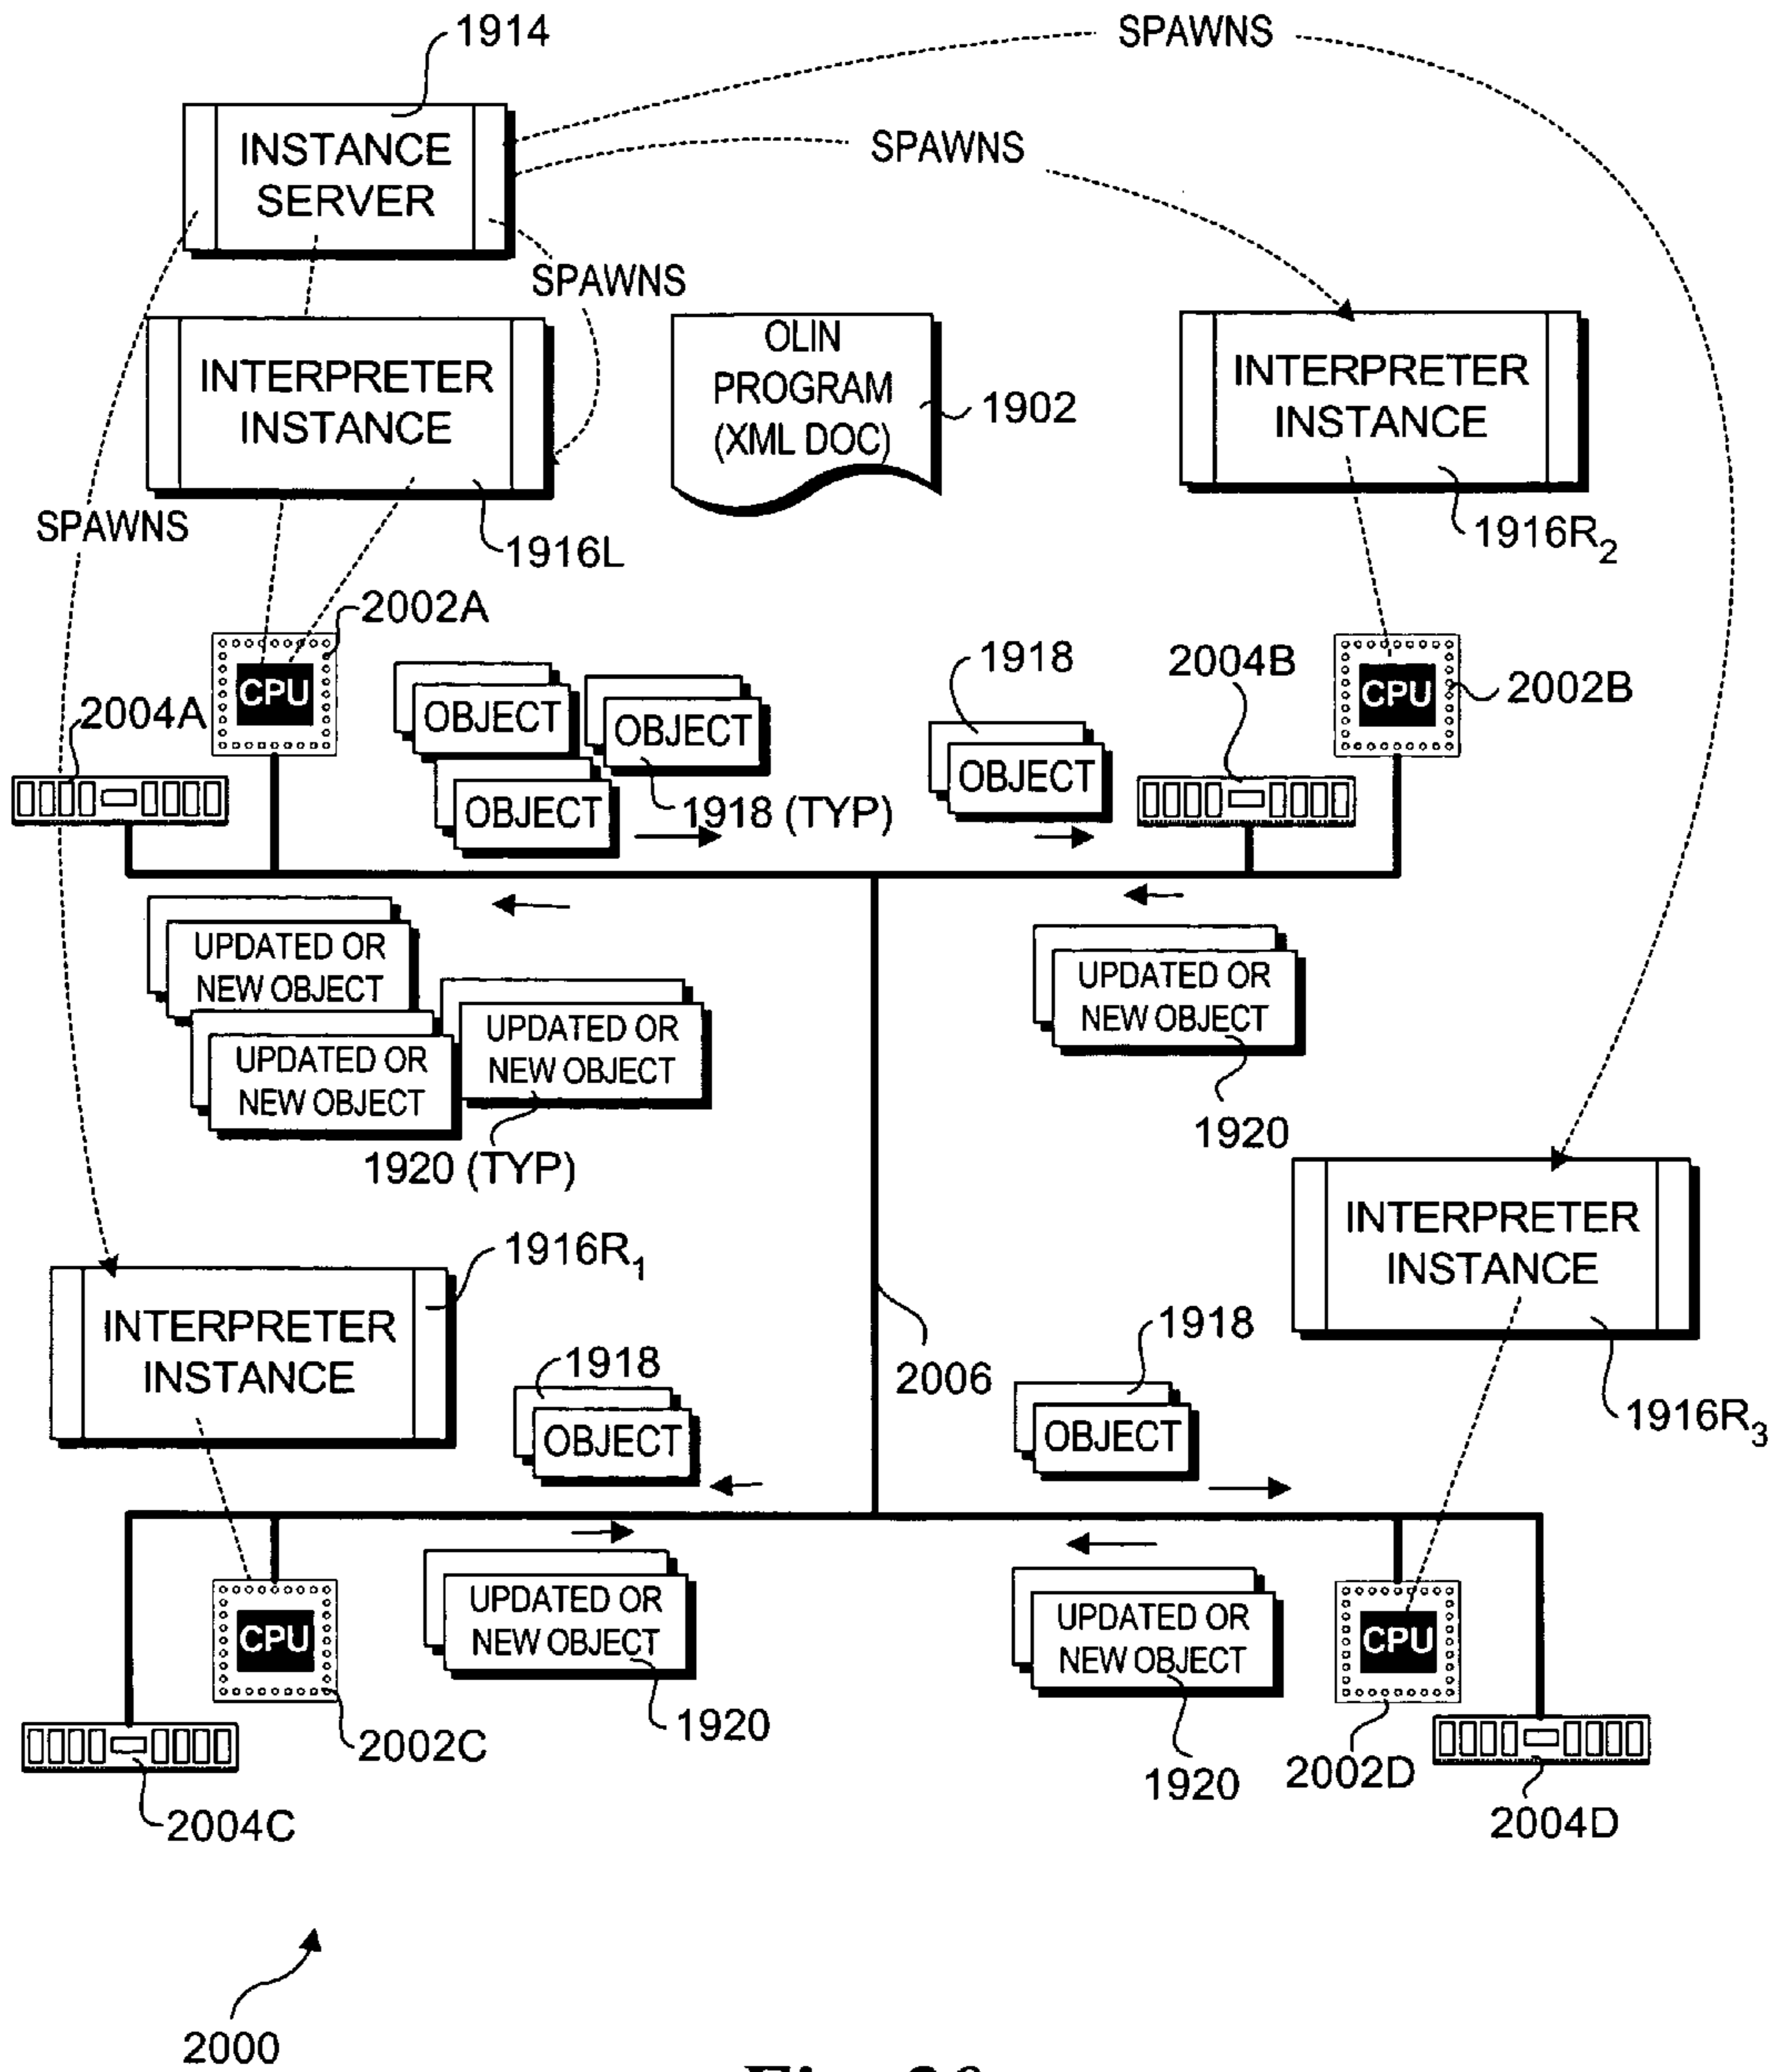 1914
SPAWNS
INSTANCE
SERVER
SPAWNS
SPAWNS
INTERPRETER
INSTANCE
OLIN
PROGRAM
(XML DOC)
1902
INTERPRETER
INSTANCE
SPAWNS
1916L
1916R2
2002A
CPU
2004A
OBJECT
OBJECT
OBJECT
1918 (TYP)
1918
OBJECT
2004B
CPU
2002B
UPDATED OR
NEW OBJECT
UPDATED OR
NEW OBJECT
UPDATED OR
NEW OBJECT
1920 (TYP)
UPDATED OR
NEW OBJECT
1920
1916R1
INTERPRETER
INSTANCE
INTERPRETER
INSTANCE
1916R3
2006
1918
OBJECT
1918
OBJECT
CPU
2002C
2004C
UPDATED OR
NEW OBJECT
1920
UPDATED OR
NEW OBJECT
1920
CPU
2002D
2004D
2000